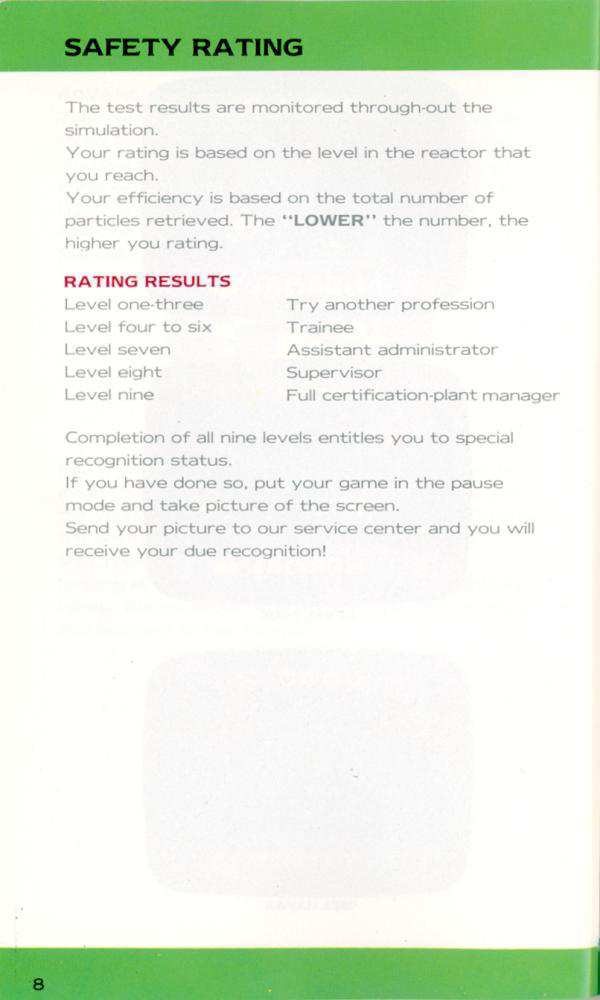 SAFETY RATING
The test results are monitored through-out the
simulation.
Your rating is based on the level in the reactor that
you reach.
Your efficiency is based on the total number of
particles retrieved. The "LOWER" the number, the
higher you rating.
RATING RESULTS
Level one-three Try another profession
Level four to six Trainee
Level seven Assistant administrator
Level eight Supervisor
Level nine Full certification-plant manager
Completion of all nine levels entitles you to special
recognition status.
If you have done so, put your game in the pause
mode and take picture of the screen.
Send your picture to our service center and you will
receive your due recognition!
8